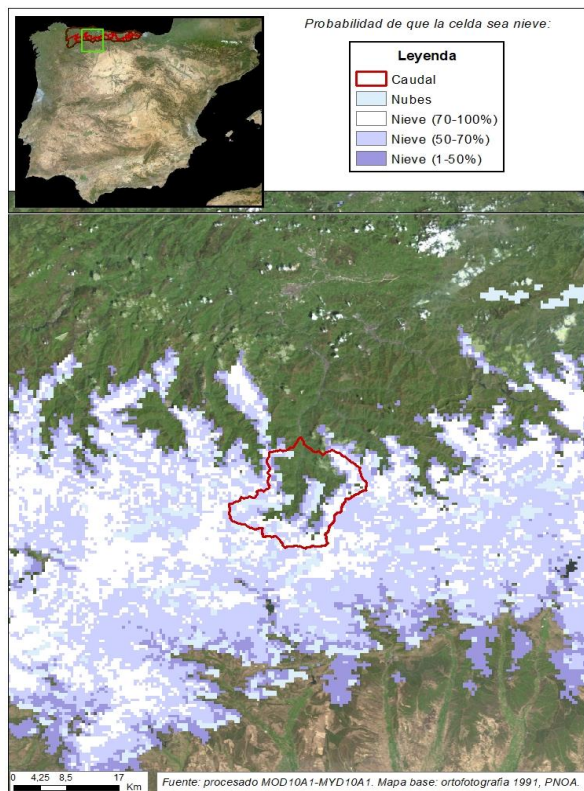 Probabilidad de que la celda sea nieve:
Leyenda
Caudal
Nubes
Nieve (70-100%)
Nieve (50-70%)
Nieve (1-50%)
0 4,25 8,5 17
Km
Fuente: procesado MOD10A1-MYD10A1. Mapa base: ortofotografia 1991, PNOA.